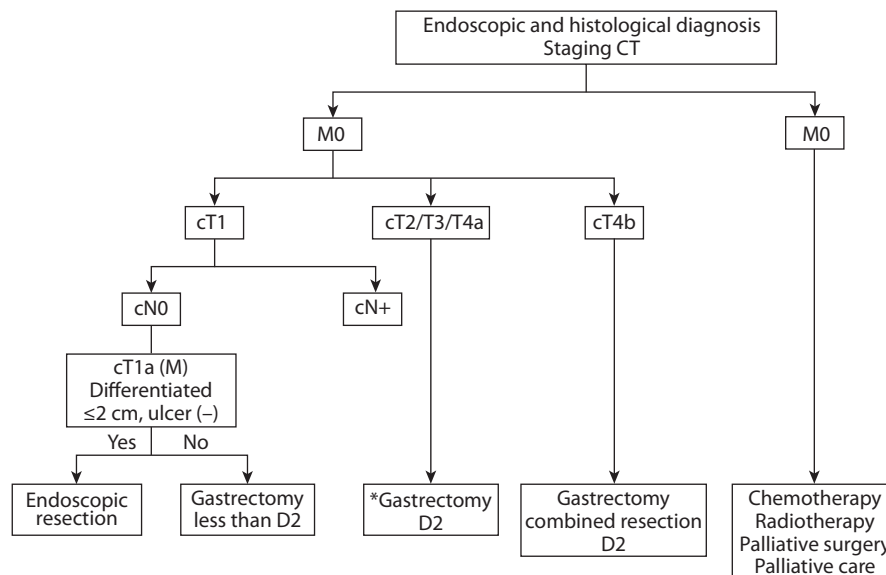 Endoscopic and histological diagnosis
Staging CT
M0
M0
cT1
cT2/T3/T4a
cT4b
cN0
cN+
cT1a (M)
Differentiated
≤2 cm, ulcer (–)
Yes
No
Endoscopic
resection
Gastrectomy
less than D2
*Gastrectomy
D2
Gastrectomy
combined resection
D2
Chemotherapy
Radiotherapy
Palliative surgery
Palliative care